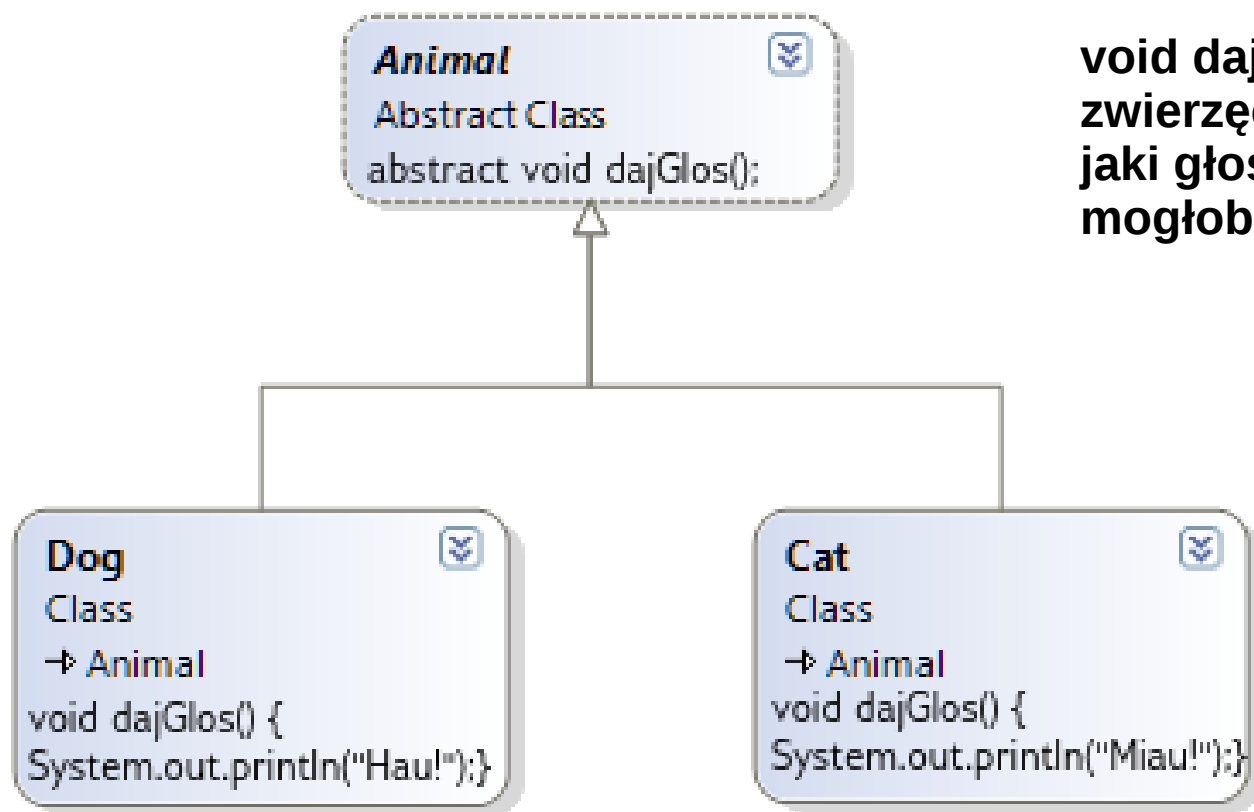 Animal
Abstract Class
abstract void dajGlos();
void daj
zwierzę
jaki głos
mogłob
Dog
Class
Animal
void dajGlos() {
System.out.println("Hau!");}
Cat
Class
Animal
void dajGlos() {
System.out.println("Miau!");}